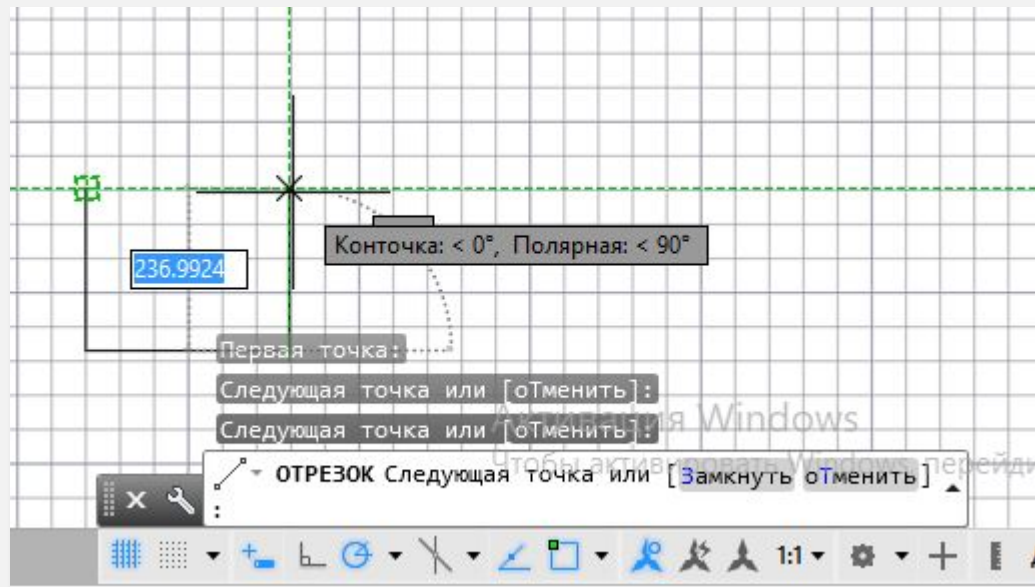 Конточка: < 0°, Полярная: < 90°
236.9924
Первая точка:
Следующая точка или [оТменить]:
Следующая точка или [оТменить]:
Активация Windows
Чтобы активировать Windows, перейди
ОТРЕЗОК Следующая точка или [Замкнуть оТменить]
:
1:1